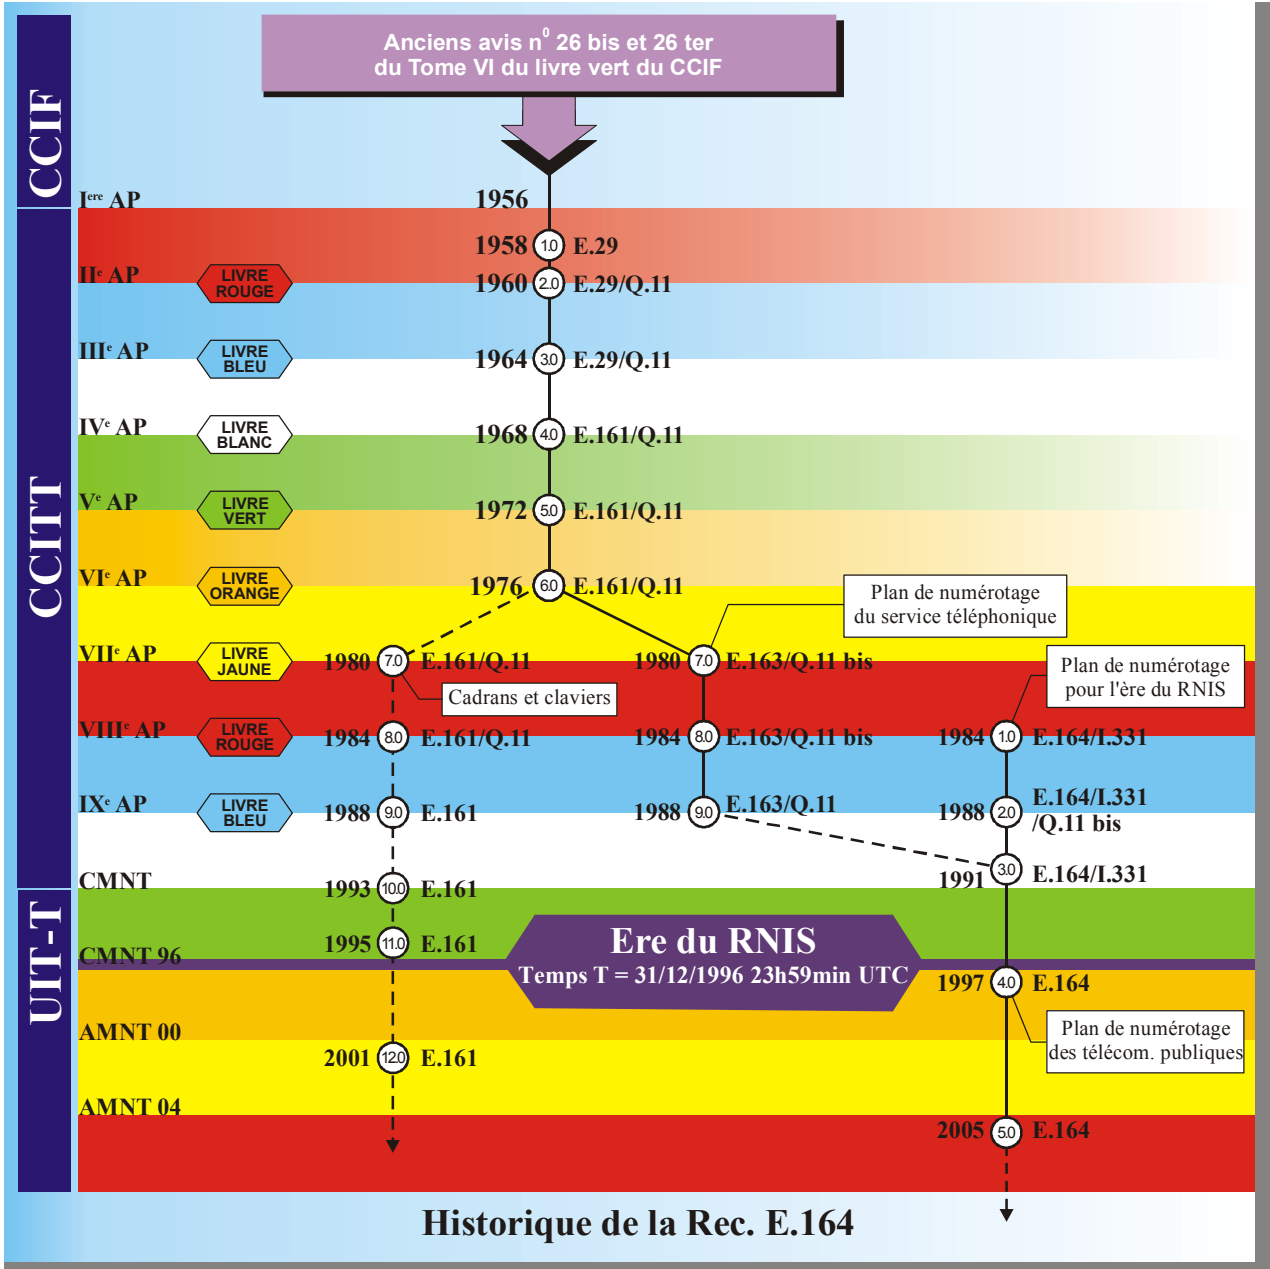 Anciens avis n⁰ 26 bis et 26 ter
du Tome VI du livre vert du CCIF
CCIF
Iere AP
1956
CCITT
1958 1.0 E.29
IIe AP
LIVRE
ROUGE
1960 2.0 E.29/Q.11
IIIe AP
LIVRE
BLEU
1964 3.0 E.29/Q.11
IVe AP
LIVRE
BLANC
1968 4.0 E.161/Q.11
Ve AP
LIVRE
VERT
1972 5.0 E.161/Q.11
VIe AP
LIVRE
ORANGE
1976 6.0 E.161/Q.11
Plan de numérotage
du service téléphonique
VIIe AP
LIVRE
JAUNE
1980 7.0 E.161/Q.11
1980 7.0 E.163/Q.11 bis
Cadrans et claviers
Plan de numérotage
pour l'ère du RNIS
VIIIe AP
LIVRE
ROUGE
1984 8.0 E.161/Q.11
1984 8.0 E.163/Q.11 bis
1984 1.0 E.164/I.331
IXe AP
LIVRE
BLEU
1988 9.0 E.161
1988 9.0 E.163/Q.11
1988 2.0 E.164/I.331
/Q.11 bis
1991 3.0 E.164/I.331
UIT-T
CMNT
1993 10.0 E.161
1995 11.0 E.161
CMNT 96
Ere du RNIS
Temps T = 31/12/1996 23h59min UTC
1997 4.0 E.164
Plan de numérotage
des télécom. publiques
AMNT 00
2001 12.0 E.161
AMNT 04
2005 5.0 E.164
Historique de la Rec. E.164